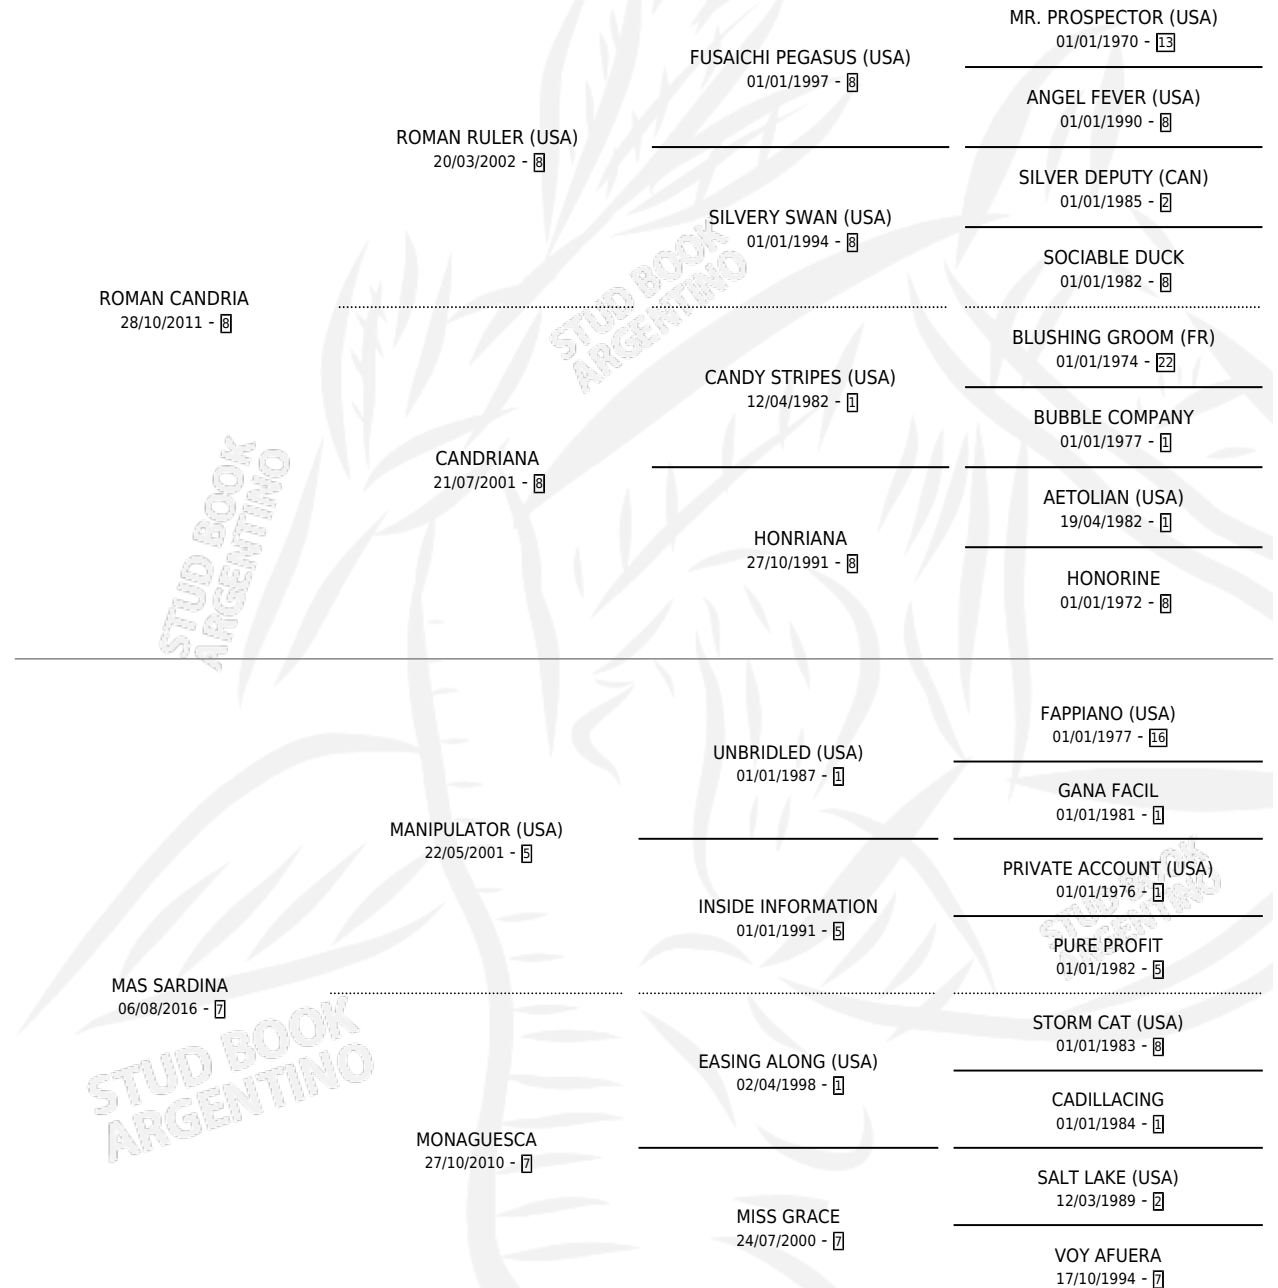 MR. PROSPECTOR (USA)
01/01/1970 - 13
FUSAICHI PEGASUS (USA)
01/01/1997 - 8
ANGEL FEVER (USA)
01/01/1990 - 8
ROMAN RULER (USA)
20/03/2002 - 8
SILVER DEPUTY (CAN)
01/01/1985 - 2
SILVERY SWAN (USA)
01/01/1994 - 8
SOCIABLE DUCK
01/01/1982 - 8
ROMAN CANDRIA
28/10/2011 - 8
STUD BOOK
ARGENTINO
BLUSHING GROOM (FR)
01/01/1974 - 22
CANDY STRIPES (USA)
12/04/1982 - 1
BUBBLE COMPANY
01/01/1977 - 1
CANDRIANA
21/07/2001 - 8
AETOLIAN (USA)
19/04/1982 - 1
HONRIANA
27/10/1991 - 8
HONORINE
01/01/1972 - 8
STUD BOOK
ARGENTINO
FAPPIANO (USA)
01/01/1977 - 16
UNBRIDLED (USA)
01/01/1987 - 1
GANA FACIL
01/01/1981 - 1
MANIPULATOR (USA)
22/05/2001 - 5
PRIVATE ACCOUNT (USA)
01/01/1976 - 1
INSIDE INFORMATION
01/01/1991 - 5
STUD BOOK
ARGENTINO
PURE PROFIT
01/01/1982 - 5
MAS SARDINA
06/08/2016 - 7
STORM CAT (USA)
01/01/1983 - 8
EASING ALONG (USA)
02/04/1998 - 1
STUD BOOK
ARGENTINO
CADILLACING
01/01/1984 - 1
MONAGUESCA
27/10/2010 - 7
SALT LAKE (USA)
12/03/1989 - 2
MISS GRACE
24/07/2000 - 7
VOY AFUERA
17/10/1994 - 7